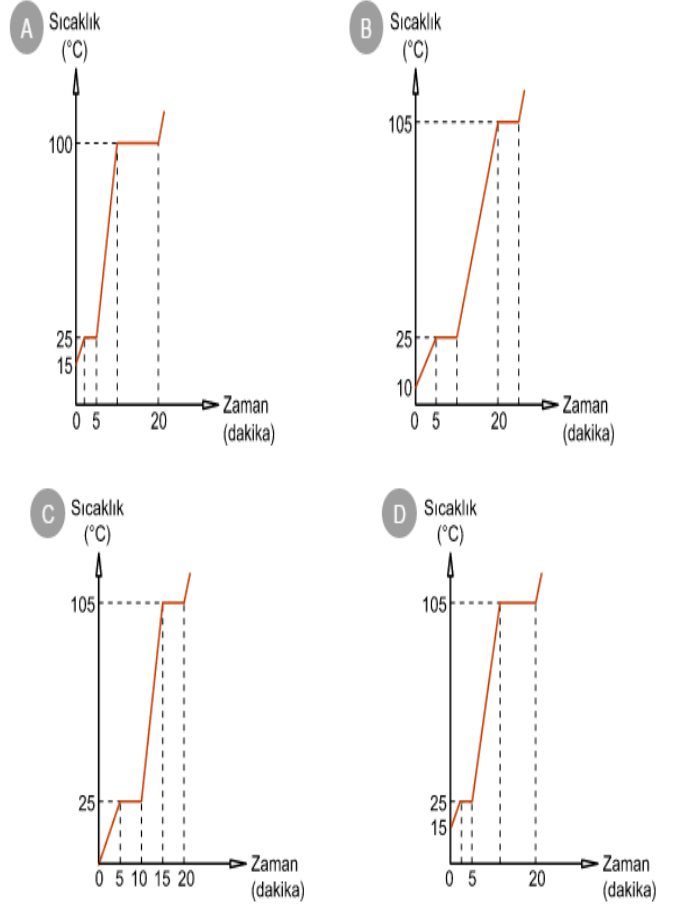 A
Sıcaklık
(°C)
100
25
15
0 5 20
Zaman
(dakika)
B
Sıcaklık
(°C)
105
25
10
0 5 20
Zaman
(dakika)
C
Sıcaklık
(°C)
105
25
0 5 10 15 20
Zaman
(dakika)
D
Sıcaklık
(°C)
105
25
15
0 5 20
Zaman
(dakika)